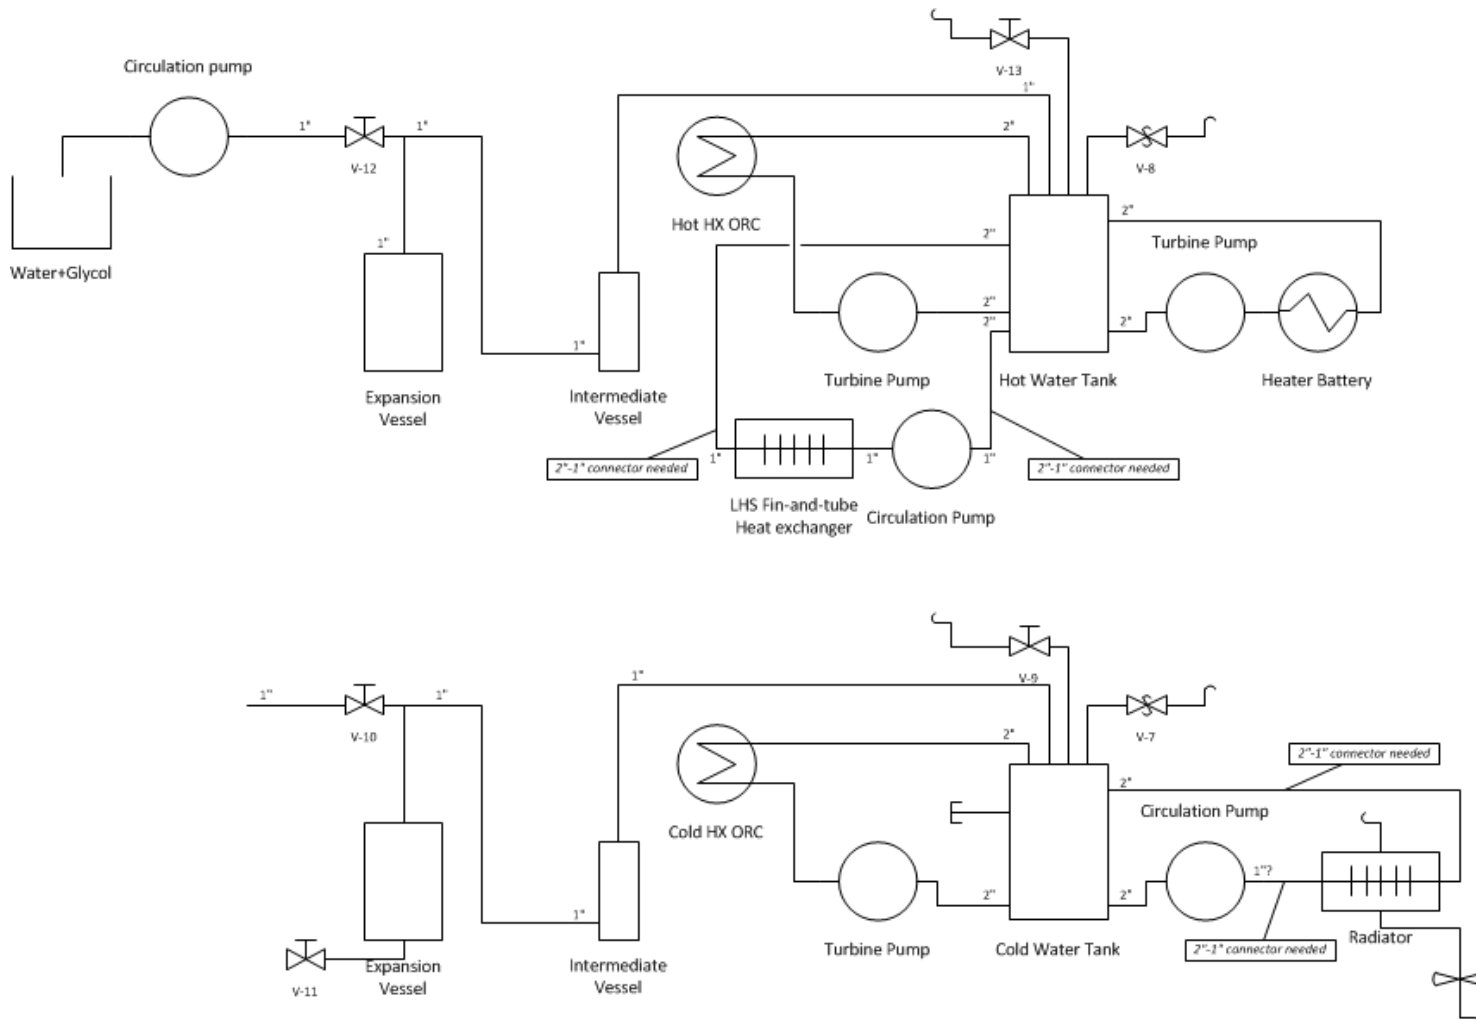 V-13
Circulation pump
1"
1"
1"
2"
V-12
V-8
2"
Hot HX ORC
1"
2"
Turbine Pump
Water+Glycol
2"
2"
2"
1"
Turbine Pump
Hot Water Tank
Heater Battery
Expansion
Vessel
Intermediate
Vessel
2"-1" connector needed
1"
1"
1"
2"-1" connector needed
LHS Fin-and-tube
Heat exchanger
Circulation Pump
1"
V-9
1"
1"
V-10
2"
V-7
2"-1" connector needed
2"
Circulation Pump
Cold HX ORC
1"?
2"
2"
1"
Turbine Pump
Cold Water Tank
2"-1" connector needed
Radiator
Expansion
Vessel
V-11
Intermediate
Vessel